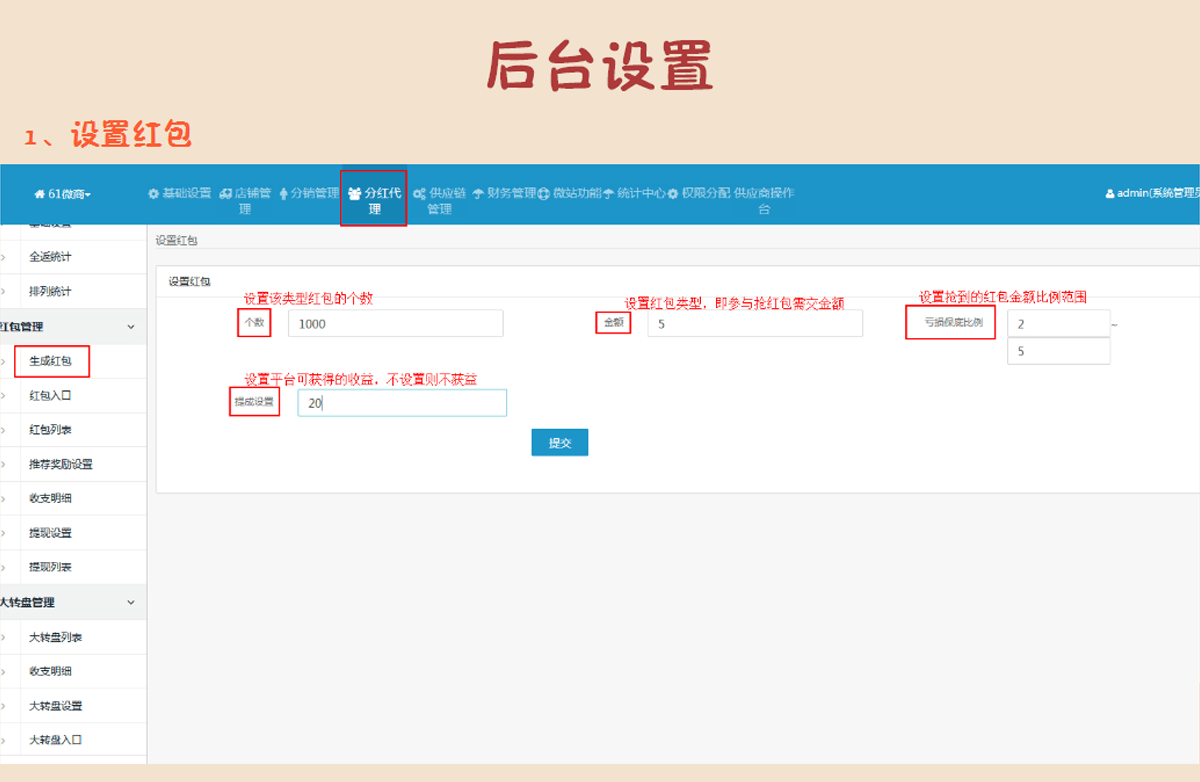 后台设置
1、设置红包
61微商
基础设置
店铺管理
分销管理
分红代理
供应链管理
财务管理
微站功能
统计中心
权限分配
供应商操作台
admin(系统管理员
基础设置
全返统计
排列统计
红包管理
生成红包
红包入口
红包列表
推荐奖励设置
收支明细
提现设置
提现列表
大转盘管理
大转盘列表
收支明细
大转盘设置
大转盘入口
设置红包
设置红包
设置该类型红包的个数
个数
1000
设置红包类型，即参与抢红包需交金额
金额
5
设置抢到的红包金额比例范围
亏损保底比例
2
~
5
设置平台可获得的收益，不设置则不获益
提成设置
20
提交